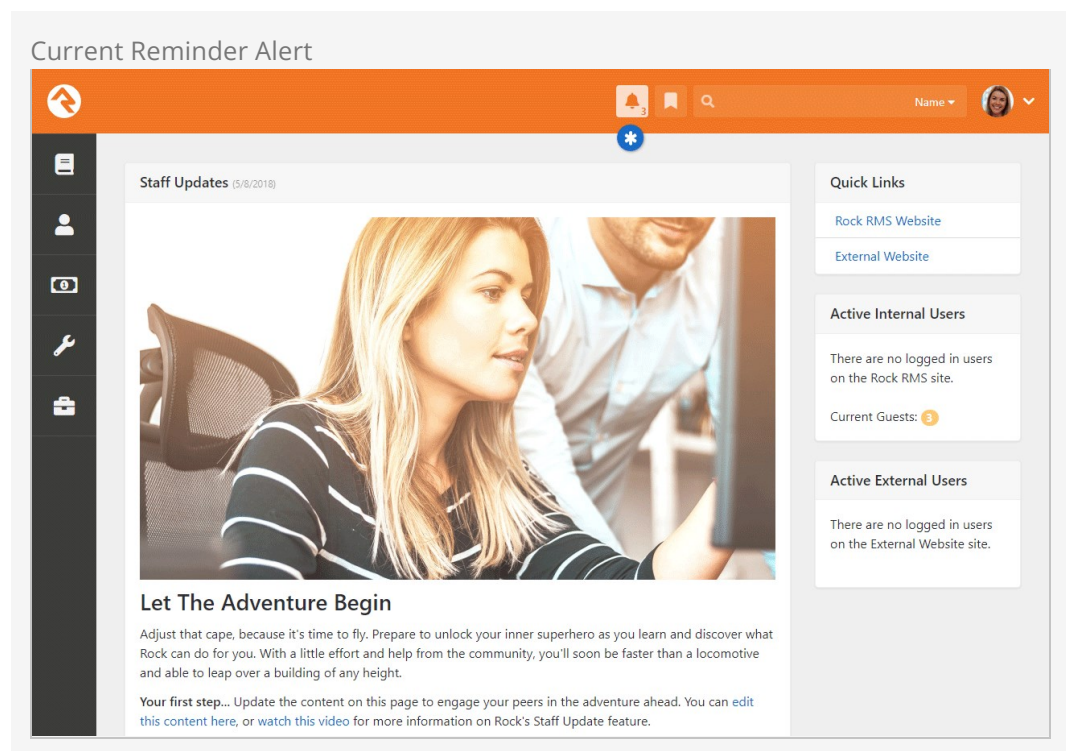 Current Reminder Alert
3
Name
Staff Updates (5/8/2018)
Let The Adventure Begin
Adjust that cape, because it's time to fly. Prepare to unlock your inner superhero as you learn and discover what
Rock can do for you. With a little effort and help from the community, you'll soon be faster than a locomotive
and able to leap over a building of any height.
Your first step... Update the content on this page to engage your peers in the adventure ahead. You can edit
this content here, or watch this video for more information on Rock's Staff Update feature.
Quick Links
Rock RMS Website
External Website
Active Internal Users
There are no logged in users
on the Rock RMS site.
Current Guests: 3
Active External Users
There are no logged in users
on the External Website site.